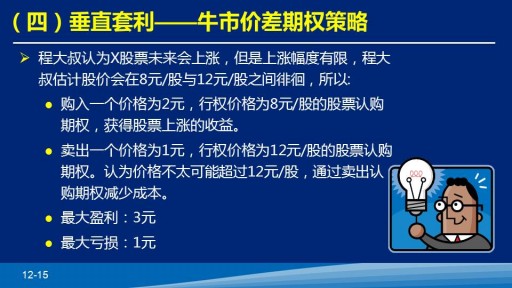 （四）垂直套利——牛市价差期权策略
程大叔认为X股票未来会上涨，但是上涨幅度有限，程大
叔估计股价会在8元/股与12元/股之间徘徊，所以:
购入一个价格为2元，行权价格为8元/股的股票认购
期权，获得股票上涨的收益。
卖出一个价格为1元，行权价格为12元/股的股票认购
期权。认为价格不太可能超过12元/股，通过卖出认
购期权减少成本。
最大盈利：3元
最大亏损：1元
12-15